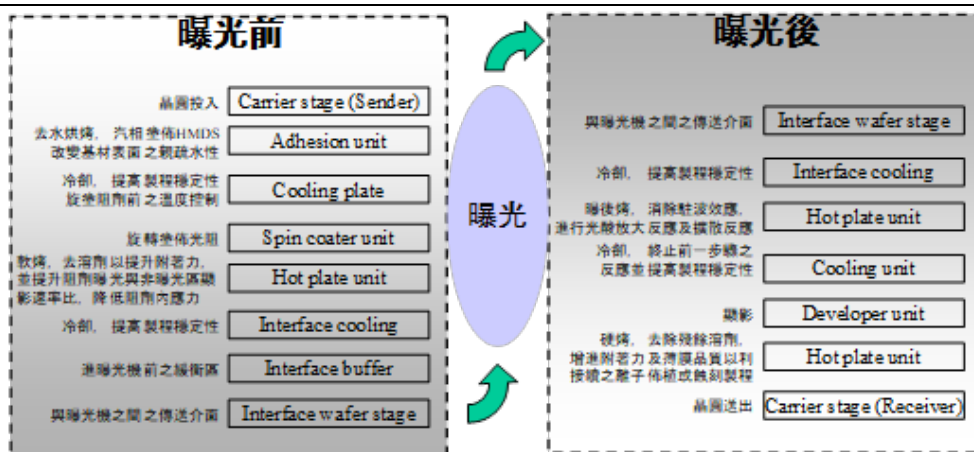 曝光前
晶圓投入
Carrier stage (Sender)
去水烘烤，汽相塗佈HMDS
改變基材表面之親疏水性
Adhesion unit
冷卻，提高製程穩定性
旋塗阻劑前之溫度控制
Cooling plate
旋轉塗佈光阻
Spin coater unit
軟烤，去溶劑以提升附著力，
並提升阻劑曝光與非曝光區顯
影速率比，降低阻劑內應力
Hot plate unit
冷卻，提高製程穩定性
Interface cooling
進曝光機前之緩衝區
Interface buffer
與曝光機之間之傳送介面
Interface wafer stage
曝光
曝光後
與曝光機之間之傳送介面
Interface wafer stage
冷卻，提高製程穩定性
Interface cooling
曝後烤，消除駐波效應，
進行光酸放大反應及擴散反應
Hot plate unit
冷卻，終止前一步驟之
反應並提高製程穩定性
Cooling unit
顯影
Developer unit
硬烤，去除殘餘溶劑，
增進附著力及薄膜品質以利
接續之離子佈植或蝕刻製程
Hot plate unit
晶圓送出
Carrier stage (Receiver)